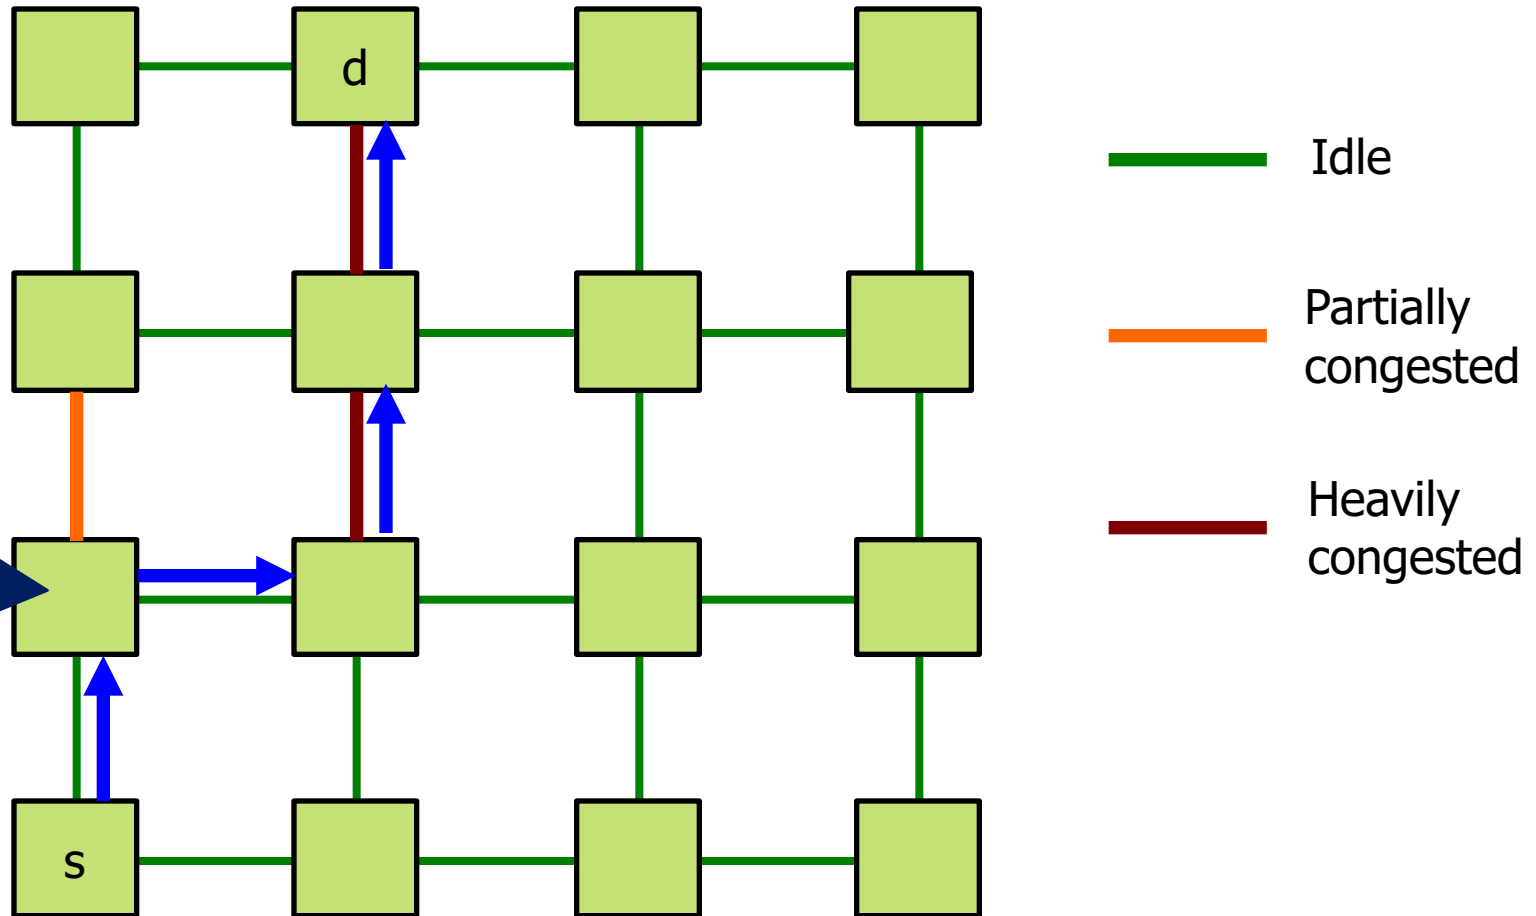 d
Idle
Partially
congested
Heavily
congested
s